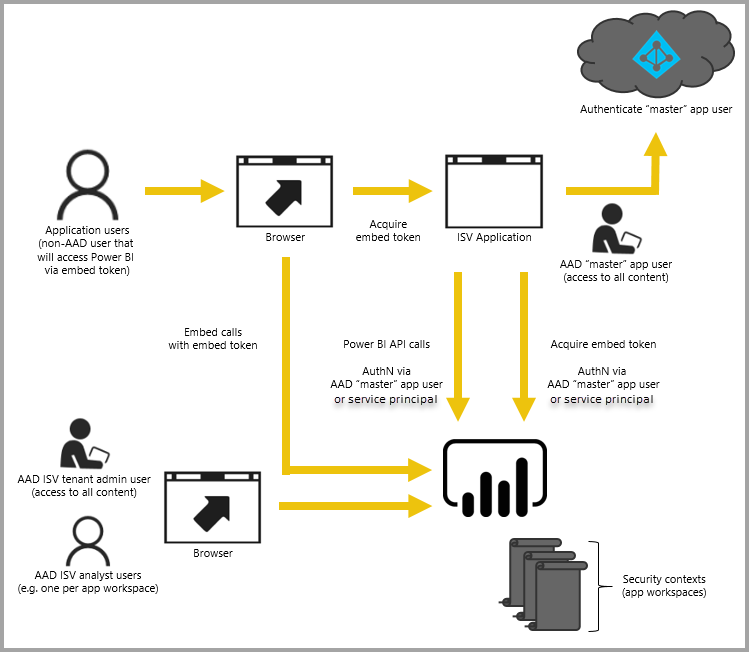 Authenticate “master” app user
Application users
(non-AAD user that
will access Power BI
via embed token)
Browser
Acquire
embed token
ISV Application
AAD “master” app user
(access to all content)
Embed calls
with embed token
Power BI API calls
AuthN via
AAD “master” app user
or service principal
Acquire embed token
AuthN via
AAD “master” app user
or service principal
AAD ISV tenant admin user
(access to all content)
Browser
AAD ISV analyst users
(e.g. one per app workspace)
Security contexts
(app workspaces)